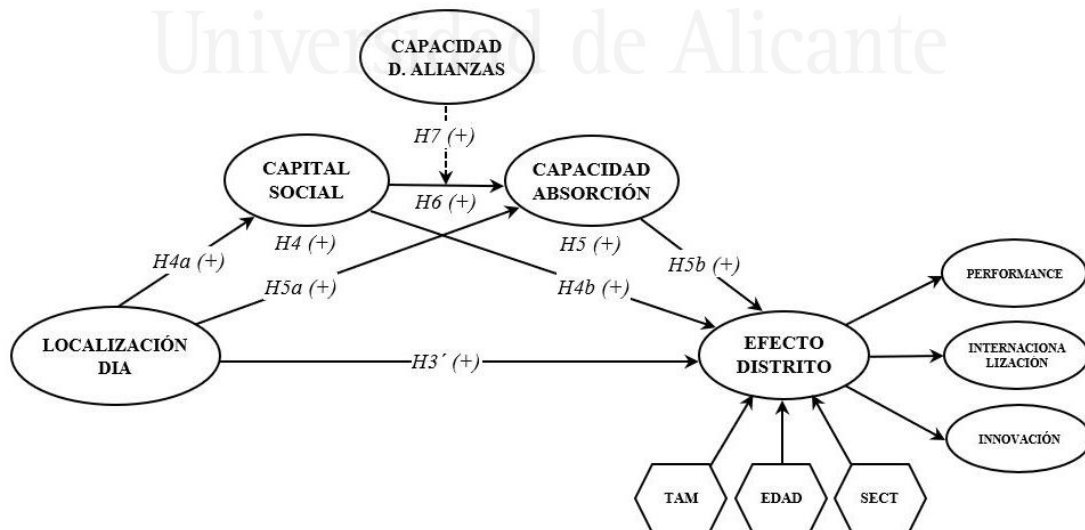 Universidad de Alicante
CAPACIDAD
D. ALIANZAS
H7 (+)
CAPITAL
SOCIAL
CAPACIDAD
ABSORCIÓN
H6 (+)
H4 (+)
H5 (+)
H4a (+)
H5a (+)
H4b (+)
H5b (+)
LOCALIZACIÓN
DIA
H3´ (+)
EFECTO
DISTRITO
PERFORMANCE
INTERNACIONA
LIZACIÓN
INNOVACIÓN
TAM
EDAD
SECT